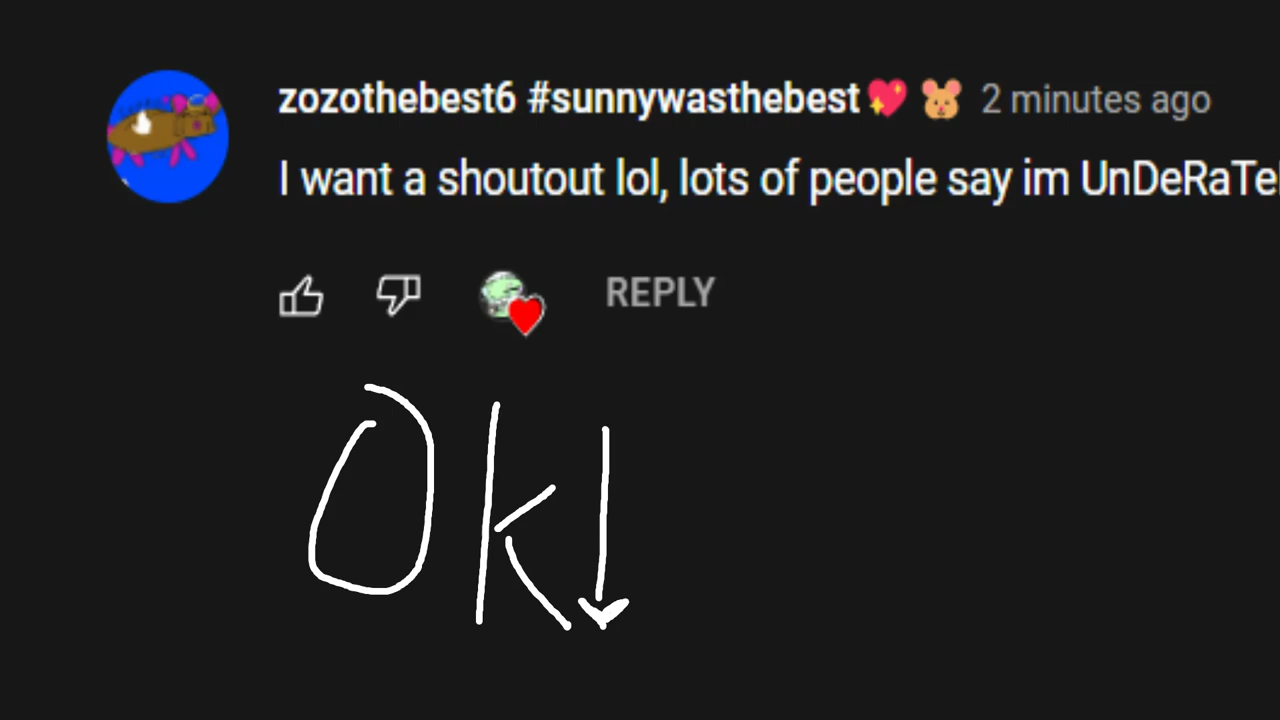 zozothebest6 #sunnywasthebest💖 🐹 2 minutes ago
I want a shoutout lol, lots of people say im UnDeRaTe
REPLY
Ok!